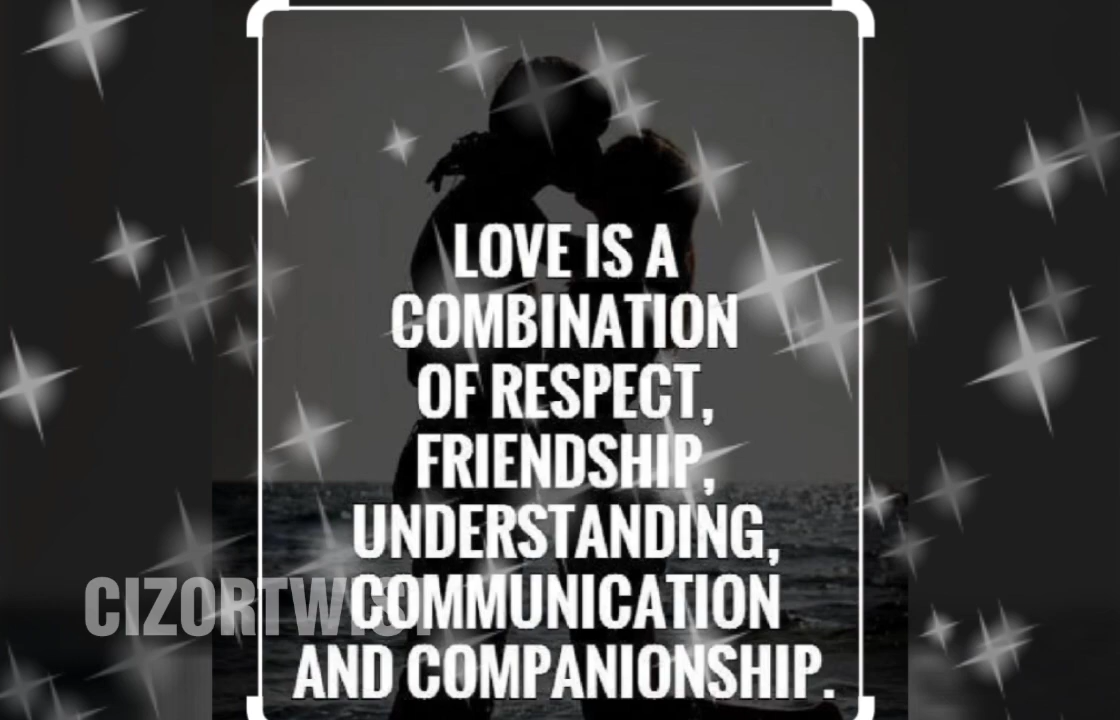 LOVE IS A
COMBINATION
OF RESPECT,
FRIENDSHIP,
UNDERSTANDING,
COMMUNICATION
AND COMPANIONSHIP.